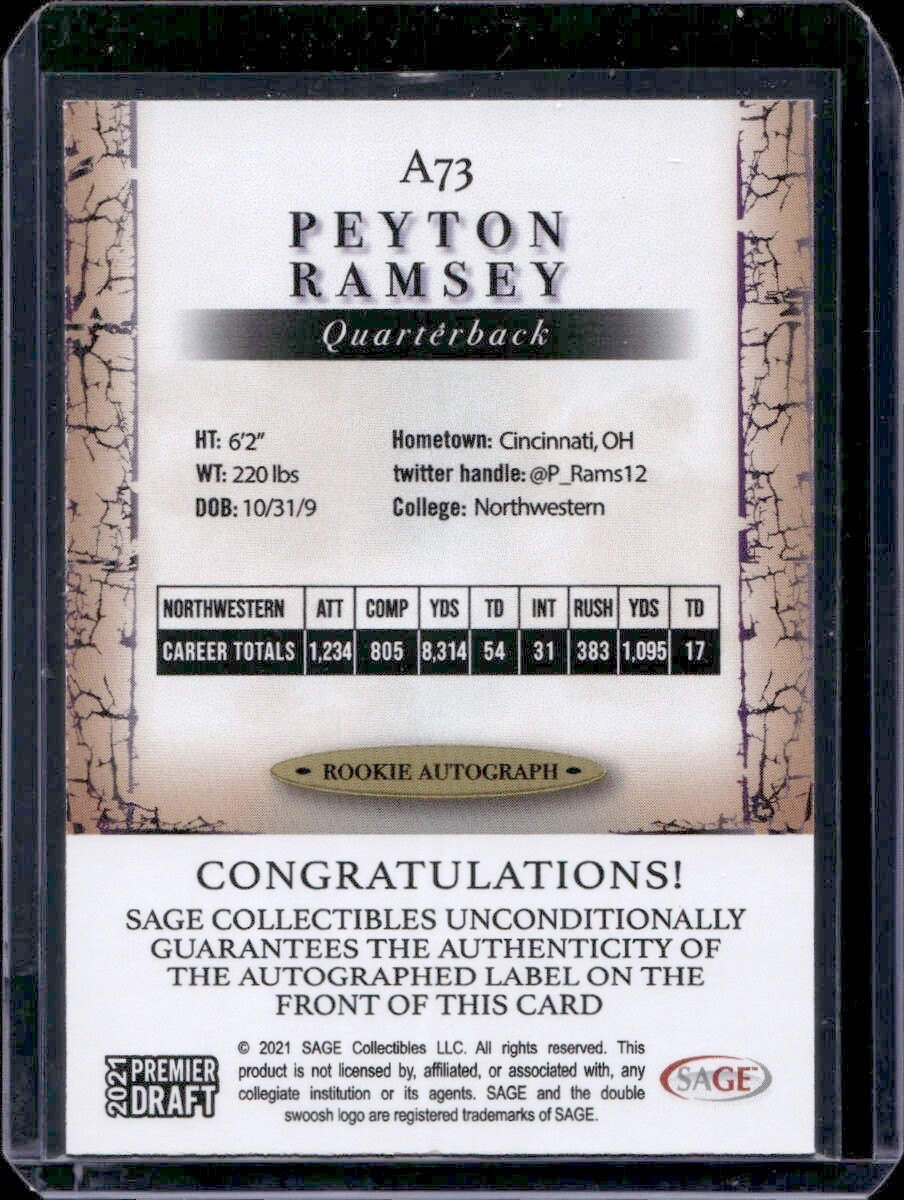 A73
PEYTON
RAMSEY
Quarterback
HT: 6'2" Hometown: Cincinnati, OH
WT: 220 lbs twitter handle: @P_Rams12
DOB: 10/31/9 College: Northwestern
NORTHWESTERN ATT COMP YDS TD INT RUSH YDS TD
CAREER TOTALS 1,234 805 8,314 54 31 383 1,095 17
ROOKIE AUTOGRAPH
CONGRATULATIONS!
SAGE COLLECTIBLES UNCONDITIONALLY
GUARANTEES THE AUTHENTICITY OF
THE AUTOGRAPHED LABEL ON THE
FRONT OF THIS CARD
2021 PREMIER
DRAFT
© 2021 SAGE Collectibles LLC. All rights reserved. This
product is not licensed by, affiliated, or associated with, any
collegiate institution or its agents. SAGE and the double
swoosh logo are registered trademarks of SAGE.
SAGE™